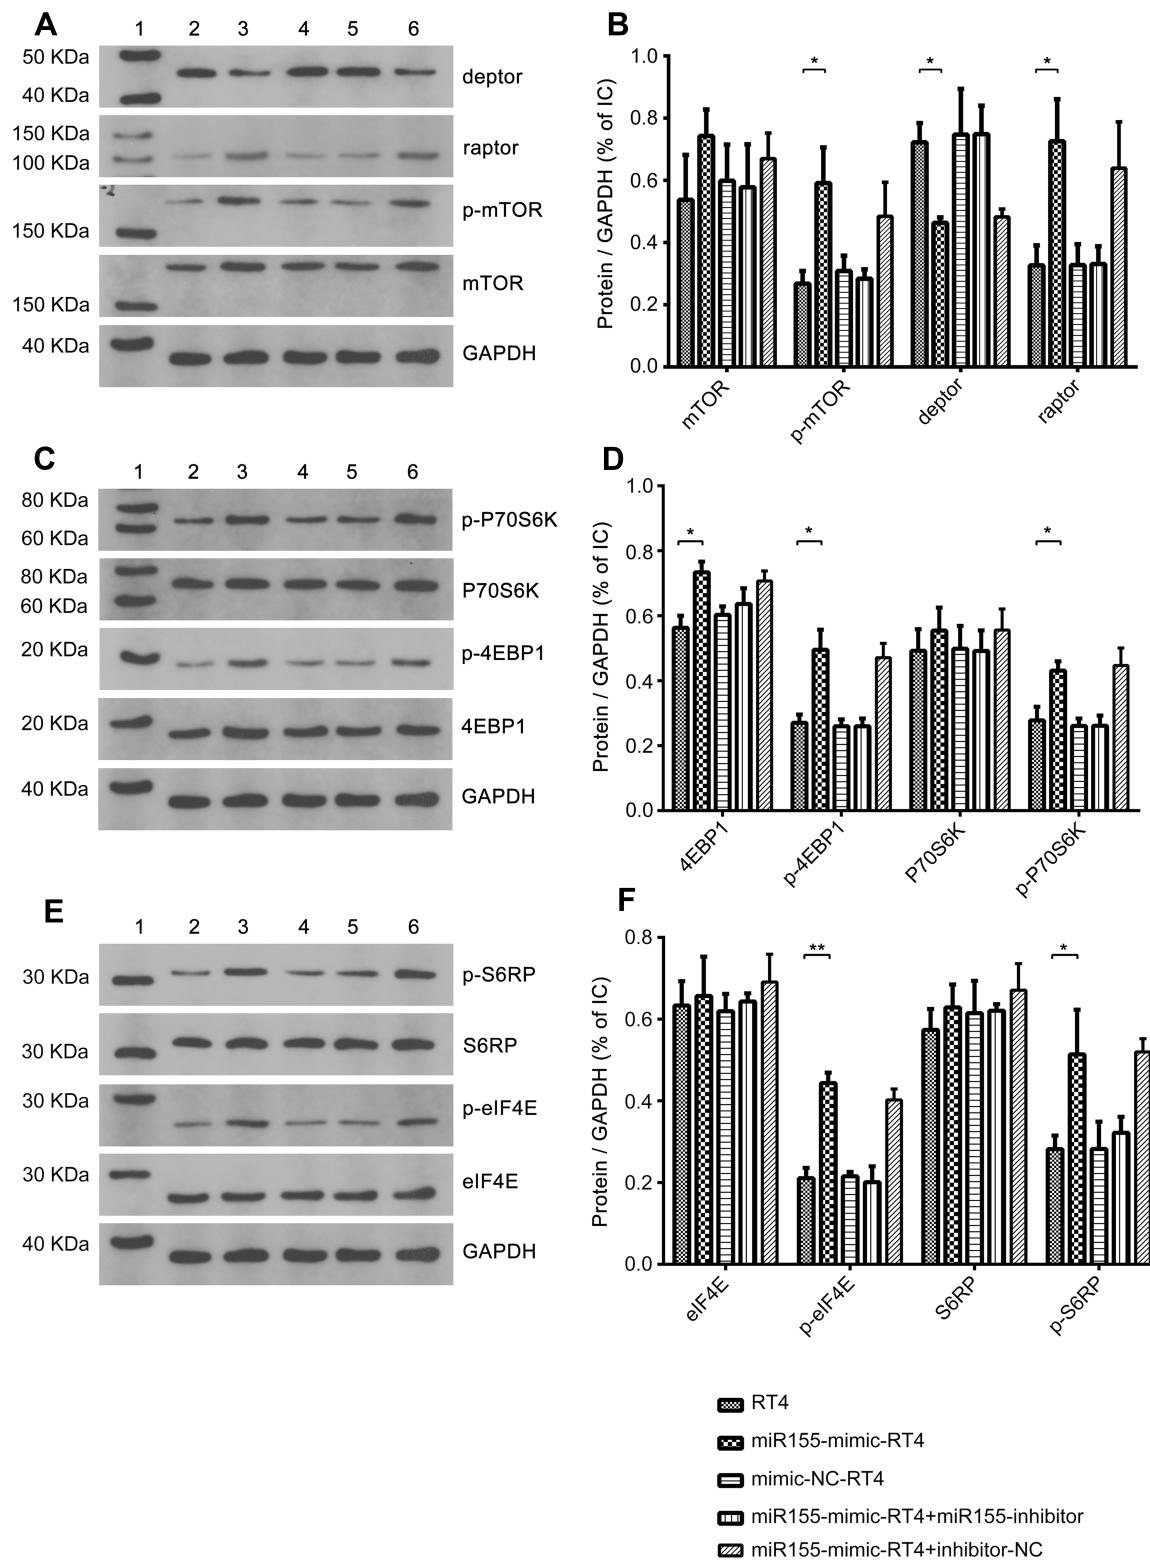 A
1 2 3 4 5 6
50 KDa
40 KDa
deptor
150 KDa
100 KDa
raptor
150 KDa
p-mTOR
150 KDa
mTOR
40 KDa
GAPDH
B
Protein / GAPDH (% of IC)
1.0
0.8
0.6
0.4
0.2
0.0
* * *
mTOR p-mTOR deptor raptor
C
1 2 3 4 5 6
80 KDa
60 KDa
p-P70S6K
80 KDa
60 KDa
P70S6K
20 KDa
p-4EBP1
20 KDa
4EBP1
40 KDa
GAPDH
D
Protein / GAPDH (% of IC)
1.0
0.8
0.6
0.4
0.2
0.0
* * *
4EBP1 p-4EBP1 P70S6K p-P70S6K
E
1 2 3 4 5 6
30 KDa
p-S6RP
30 KDa
S6RP
30 KDa
p-eIF4E
30 KDa
eIF4E
40 KDa
GAPDH
F
Protein / GAPDH (% of IC)
0.8
0.6
0.4
0.2
0.0
** *
eIF4E p-eIF4E S6RP p-S6RP
RT4
miR155-mimic-RT4
mimic-NC-RT4
miR155-mimic-RT4+miR155-inhibitor
miR155-mimic-RT4+inhibitor-NC